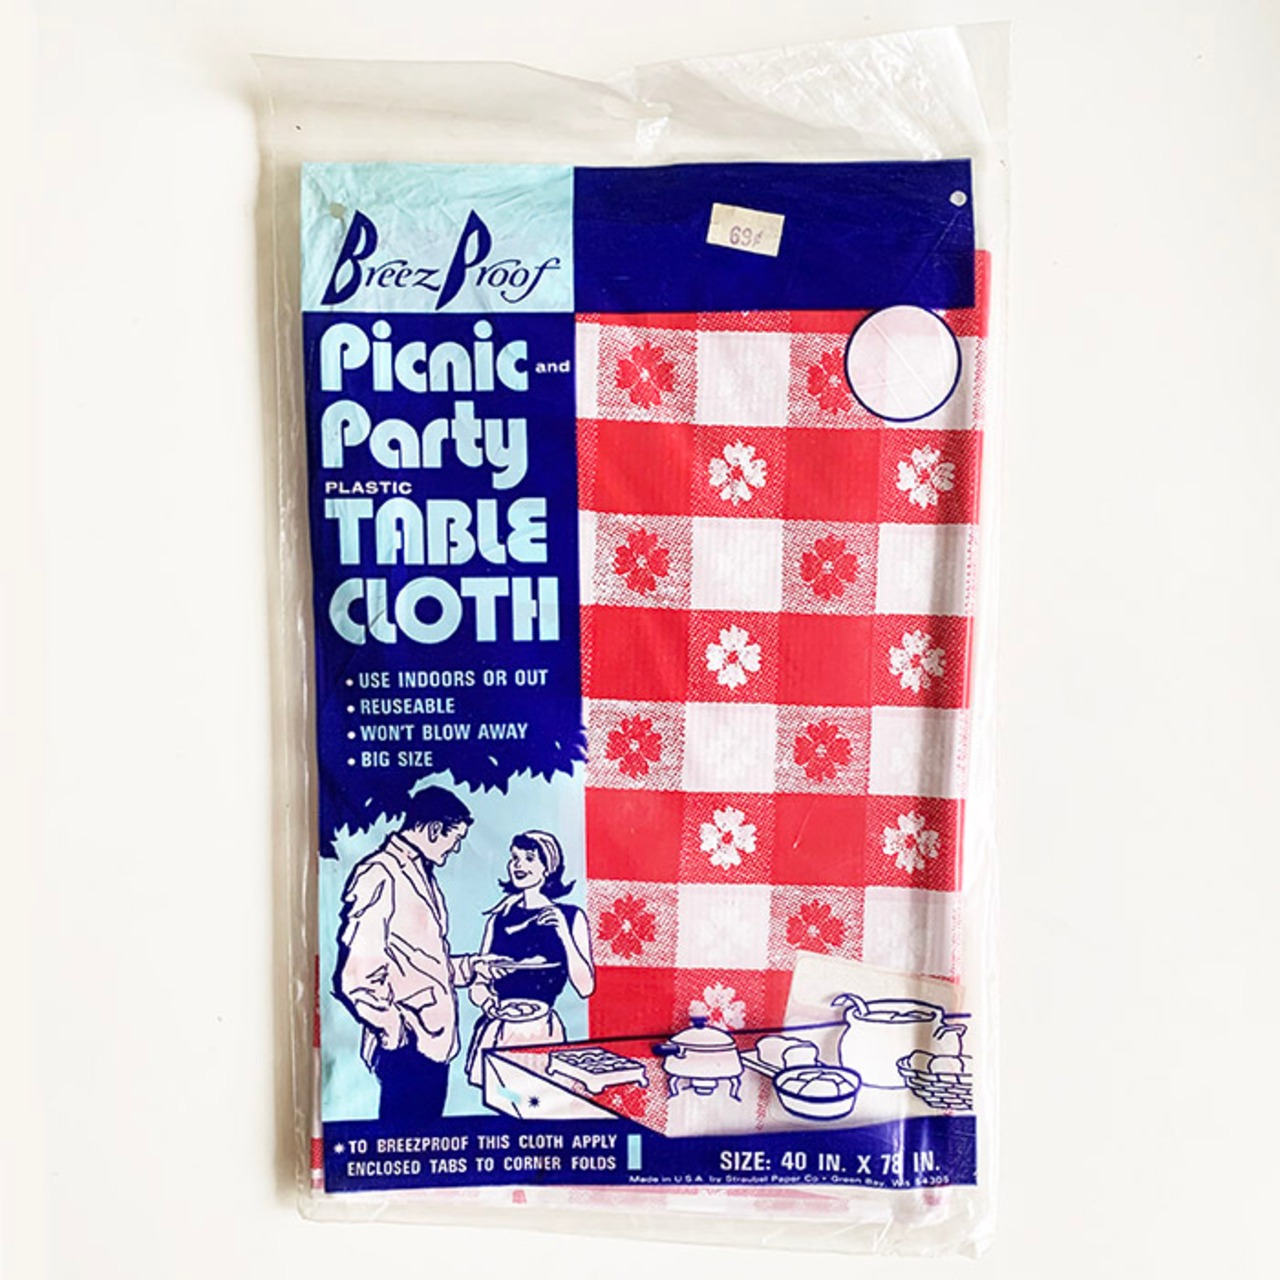 Breez Proof
69¢
Picnic and
Party
PLASTIC
TABLE
CLOTH
• USE INDOORS OR OUT
• REUSEABLE
• WON'T BLOW AWAY
• BIG SIZE
* TO BREEZPROOF THIS CLOTH APPLY
ENCLOSED TABS TO CORNER FOLDS
SIZE: 40 IN. X 78 IN.
Made in U.S.A. by Straubel Paper Co • Green Bay, Wis 54305